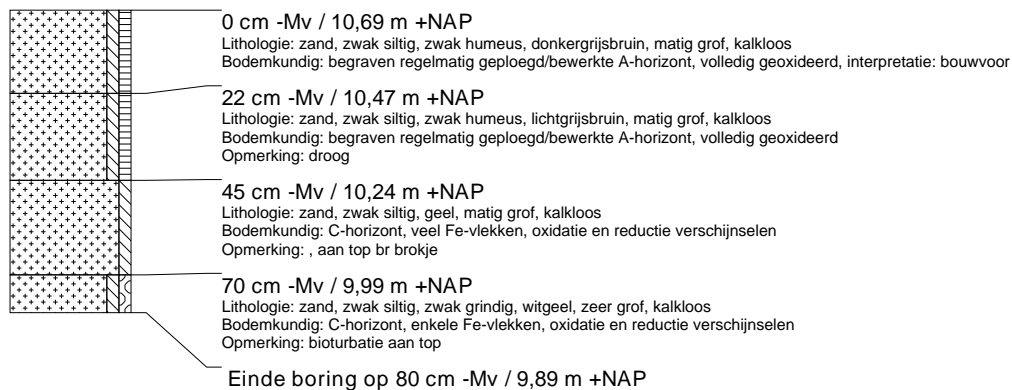 0 cm -Mv / 10,69 m +NAP
Lithologie: zand, zwak siltig, zwak humeus, donkergrijsbruin, matig grof, kalkloos
Bodemkundig: begraven regelmatig geploegd/bewerkte A-horizont, volledig geoxideerd, interpretatie: bouwvoor
22 cm -Mv / 10,47 m +NAP
Lithologie: zand, zwak siltig, zwak humeus, lichtgrijsbruin, matig grof, kalkloos
Bodemkundig: begraven regelmatig geploegd/bewerkte A-horizont, volledig geoxideerd
Opmerking: droog
45 cm -Mv / 10,24 m +NAP
Lithologie: zand, zwak siltig, geel, matig grof, kalkloos
Bodemkundig: C-horizont, veel Fe-vlekken, oxidatie en reductie verschijnselen
Opmerking: , aan top br brokje
70 cm -Mv / 9,99 m +NAP
Lithologie: zand, zwak siltig, zwak grindig, witgeel, zeer grof, kalkloos
Bodemkundig: C-horizont, enkele Fe-vlekken, oxidatie en reductie verschijnselen
Opmerking: bioturbatie aan top
Einde boring op 80 cm -Mv / 9,89 m +NAP